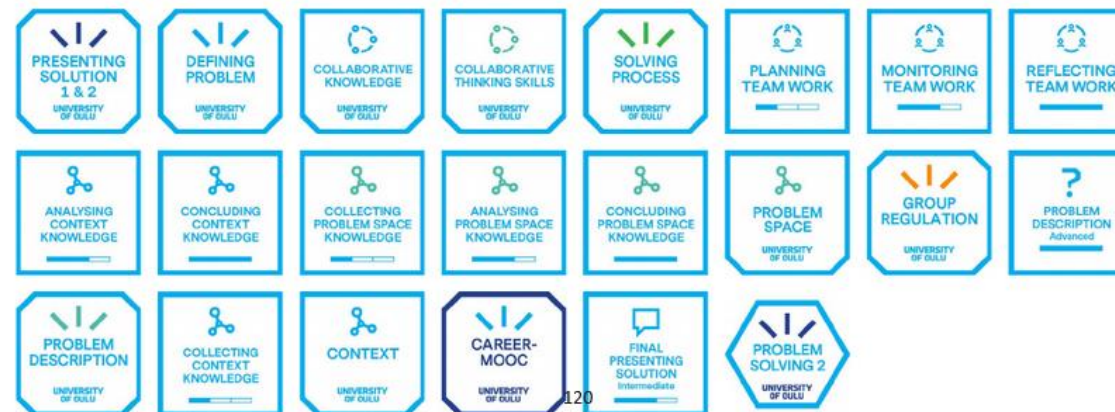 PRESENTING
SOLUTION
1 & 2
UNIVERSITY
OF OULU
DEFINING
PROBLEM
UNIVERSITY
OF OULU
COLLABORATIVE
KNOWLEDGE
UNIVERSITY
OF OULU
COLLABORATIVE
THINKING SKILLS
UNIVERSITY
OF OULU
SOLVING
PROCESS
UNIVERSITY
OF OULU
PLANNING
TEAM WORK
MONITORING
TEAM WORK
REFLECTING
TEAM WORK
ANALYSING
CONTEXT
KNOWLEDGE
CONCLUDING
CONTEXT
KNOWLEDGE
COLLECTING
PROBLEM SPACE
KNOWLEDGE
ANALYSING
PROBLEM SPACE
KNOWLEDGE
CONCLUDING
PROBLEM SPACE
KNOWLEDGE
PROBLEM
SPACE
UNIVERSITY
OF OULU
GROUP
REGULATION
UNIVERSITY
OF OULU
?
PROBLEM
DESCRIPTION
Advanced
PROBLEM
DESCRIPTION
UNIVERSITY
OF OULU
COLLECTING
CONTEXT
KNOWLEDGE
CONTEXT
UNIVERSITY
OF OULU
CAREER-
MOOC
UNIVERSITY
OF OULU
FINAL
PRESENTING
SOLUTION
Intermediate
PROBLEM
SOLVING 2
UNIVERSITY
OF OULU
120